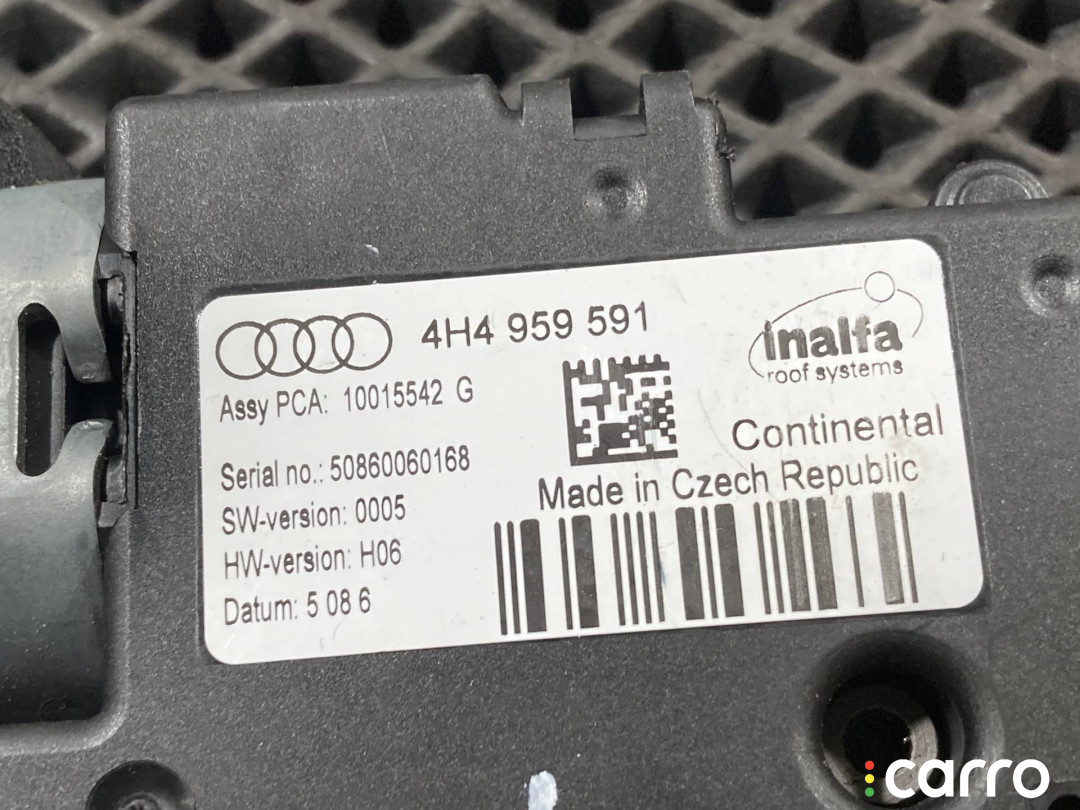 4H4 959 591
Assy PCA: 10015542 G
inalfa
roof systems
Serial no.: 50860060168
Continental
SW-version: 0005
Made in Czech Republic
HW-version: H06
Datum: 5 08 6
carro